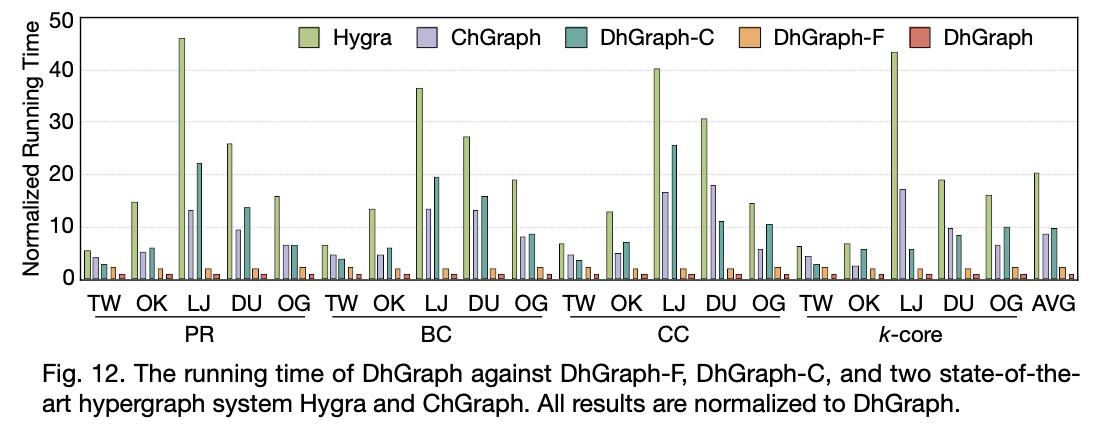 Normalized Running Time
50
40
30
20
10
0
Hygra ChGraph DhGraph-C DhGraph-F DhGraph
TW OK LJ DU OG TW OK LJ DU OG TW OK LJ DU OG TW OK LJ DU OG AVG
PR BC CC k-core
Fig. 12. The running time of DhGraph against DhGraph-F, DhGraph-C, and two state-of-the-
art hypergraph system Hygra and ChGraph. All results are normalized to DhGraph.